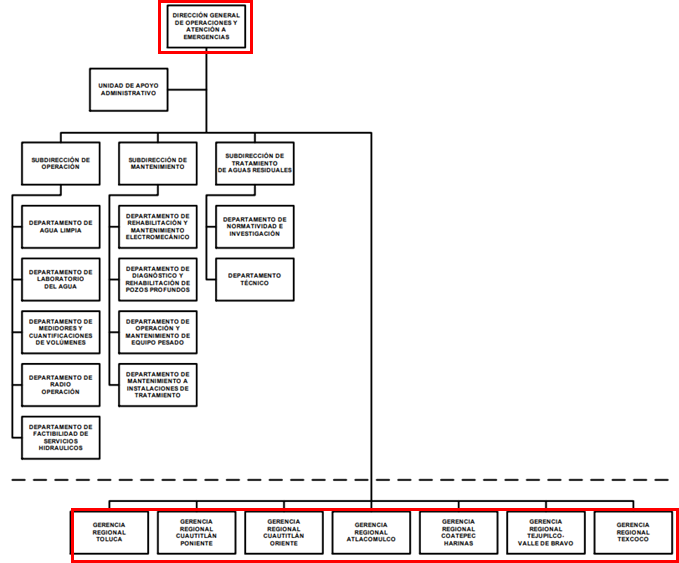 DIRECCIÓN GENERAL
DE OPERACIONES Y
ATENCIÓN A
EMERGENCIAS
UNIDAD DE APOYO
ADMINISTRATIVO
SUBDIRECCIÓN DE
OPERACIÓN
SUBDIRECCIÓN DE
MANTENIMIENTO
SUBDIRECCIÓN DE
TRATAMIENTO
DE AGUAS RESIDUALES
DEPARTAMENTO DE
AGUA LIMPIA
DEPARTAMENTO DE
REHABILITACIÓN Y
MANTENIMIENTO
ELECTROMECÁNICO
DEPARTAMENTO DE
NORMATIVIDAD E
INVESTIGACIÓN
DEPARTAMENTO DE
LABORATORIO
DEL AGUA
DEPARTAMENTO DE
DIAGNÓSTICO Y
REHABILITACIÓN DE
POZOS PROFUNDOS
DEPARTAMENTO
TÉCNICO
DEPARTAMENTO DE
MEDIDORES Y
CUANTIFICACIONES
DE VOLÚMENES
DEPARTAMENTO DE
OPERACIÓN Y
MANTENIMIENTO DE
EQUIPO PESADO
DEPARTAMENTO DE
RADIO
OPERACIÓN
DEPARTAMENTO DE
MANTENIMIENTO A
INSTALACIONES DE
TRATAMIENTO
DEPARTAMENTO DE
FACTIBILIDAD DE
SERVICIOS
HIDRAULICOS
GERENCIA
REGIONAL
TOLUCA
GERENCIA
REGIONAL
CUAUTITLÁN
PONIENTE
GERENCIA
REGIONAL
CUAUTITLÁN
ORIENTE
GERENCIA
REGIONAL
ATLACOMULCO
GERENCIA
REGIONAL
COATEPEC
HARINAS
GERENCIA
REGIONAL
TEJUPILCO-
VALLE DE BRAVO
GERENCIA
REGIONAL
TEXCOCO